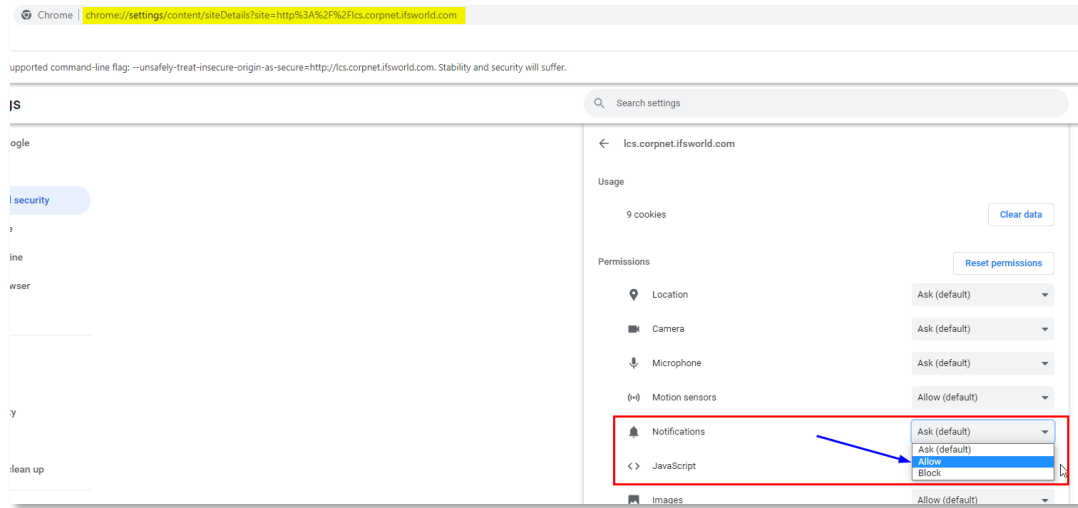 Chrome | chrome://settings/content/siteDetails?site=http%3A%2F%2Flcs.corpnet.ifsworld.com
upported command-line flag: --unsafely-treat-insecure-origin-as-secure=http://lcs.corpnet.ifsworld.com. Stability and security will suffer.
gs
Search settings
ogle
lcs.corpnet.ifsworld.com
Usage
security
9 cookies
Clear data
e
ine
Permissions
Reset permissions
wser
Location
Ask (default)
Camera
Ask (default)
Microphone
Ask (default)
Motion sensors
Allow (default)
ty
Notifications
Ask (default)
Ask (default)
Allow
Block
JavaScript
clean up
Images
Allow (default)